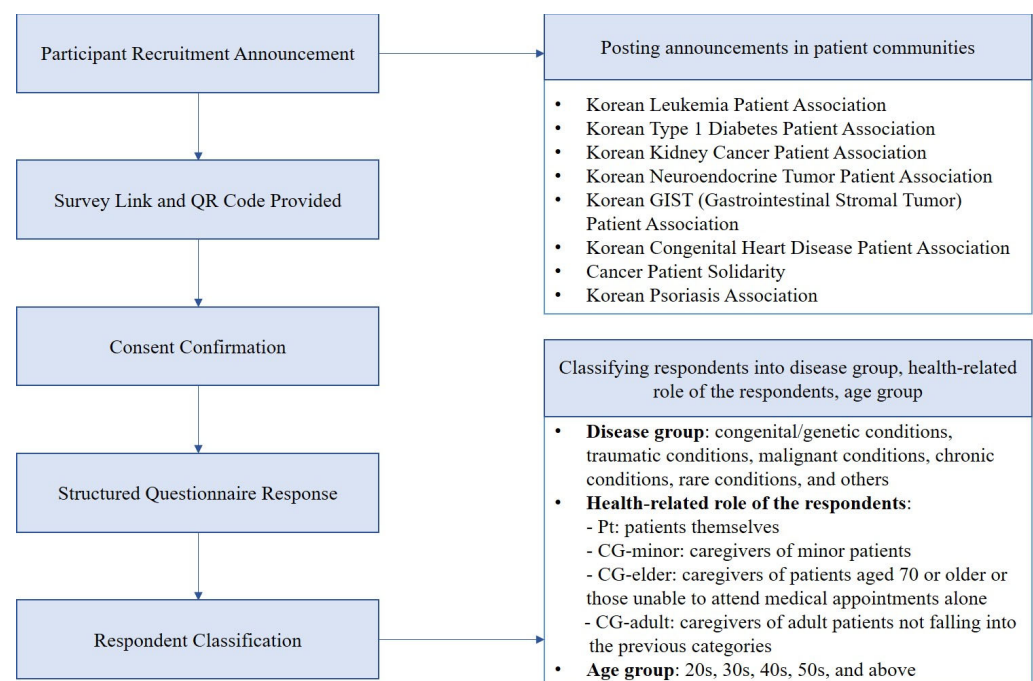 Participant Recruitment Announcement
Survey Link and QR Code Provided
Consent Confirmation
Structured Questionnaire Response
Respondent Classification
Posting announcements in patient communities
• Korean Leukemia Patient Association
• Korean Type 1 Diabetes Patient Association
• Korean Kidney Cancer Patient Association
• Korean Neuroendocrine Tumor Patient Association
• Korean GIST (Gastrointestinal Stromal Tumor)
Patient Association
• Korean Congenital Heart Disease Patient Association
• Cancer Patient Solidarity
• Korean Psoriasis Association
Classifying respondents into disease group, health-related
role of the respondents, age group
• Disease group: congenital/genetic conditions,
traumatic conditions, malignant conditions, chronic
conditions, rare conditions, and others
• Health-related role of the respondents:
- Pt: patients themselves
- CG-minor: caregivers of minor patients
- CG-elder: caregivers of patients aged 70 or older or
those unable to attend medical appointments alone
- CG-adult: caregivers of adult patients not falling into
the previous categories
• Age group: 20s, 30s, 40s, 50s, and above